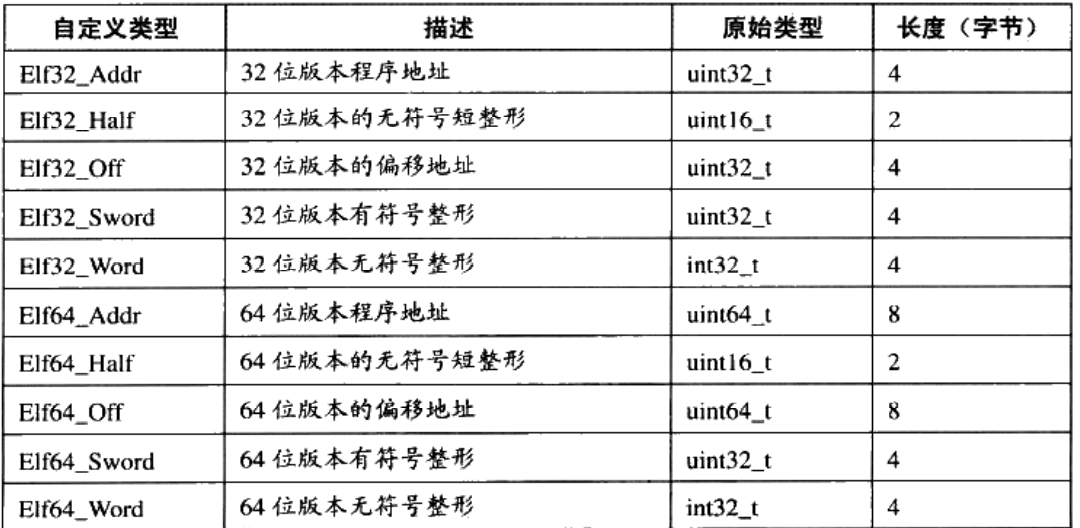 自定义类型 描述 原始类型 长度（字节）
Elf32_Addr 32 位版本程序地址 uint32_t 4
Elf32_Half 32 位版本的无符号短整形 uint16_t 2
Elf32_Off 32 位版本的偏移地址 uint32_t 4
Elf32_Sword 32 位版本有符号整形 uint32_t 4
Elf32_Word 32 位版本无符号整形 int32_t 4
Elf64_Addr 64 位版本程序地址 uint64_t 8
Elf64_Half 64 位版本的无符号短整形 uint16_t 2
Elf64_Off 64 位版本的偏移地址 uint64_t 8
Elf64_Sword 64 位版本有符号整形 uint32_t 4
Elf64_Word 64 位版本无符号整形 int32_t 4